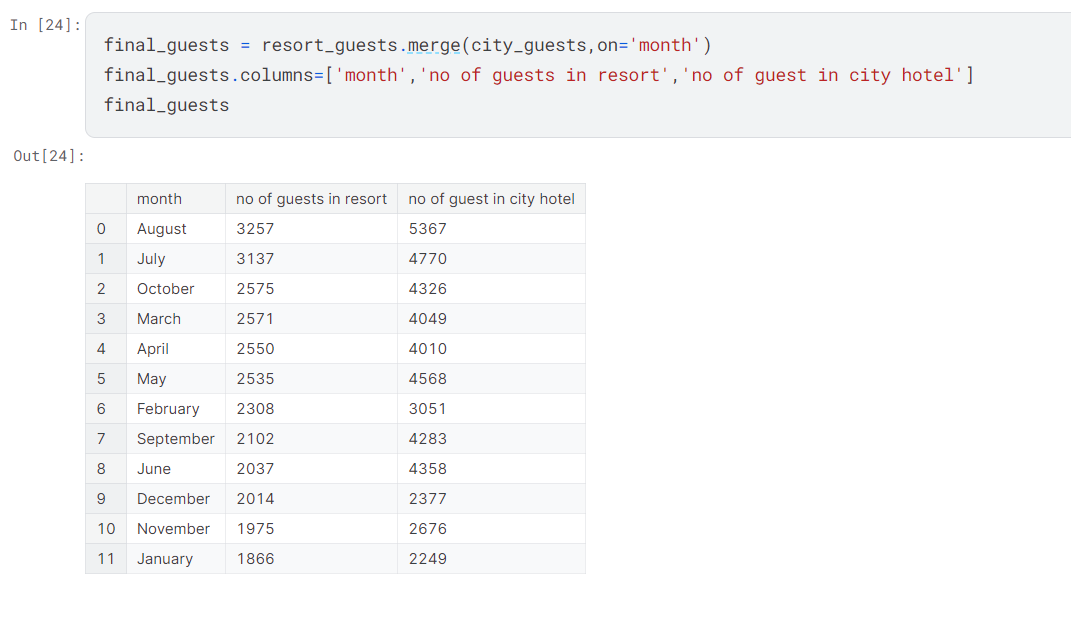 In [24]:
final_guests = resort_guests.merge(city_guests,on='month')
final_guests.columns=['month','no of guests in resort','no of guest in city hotel']
final_guests
Out[24]:
month no of guests in resort no of guest in city hotel
0 August 3257 5367
1 July 3137 4770
2 October 2575 4326
3 March 2571 4049
4 April 2550 4010
5 May 2535 4568
6 February 2308 3051
7 September 2102 4283
8 June 2037 4358
9 December 2014 2377
10 November 1975 2676
11 January 1866 2249